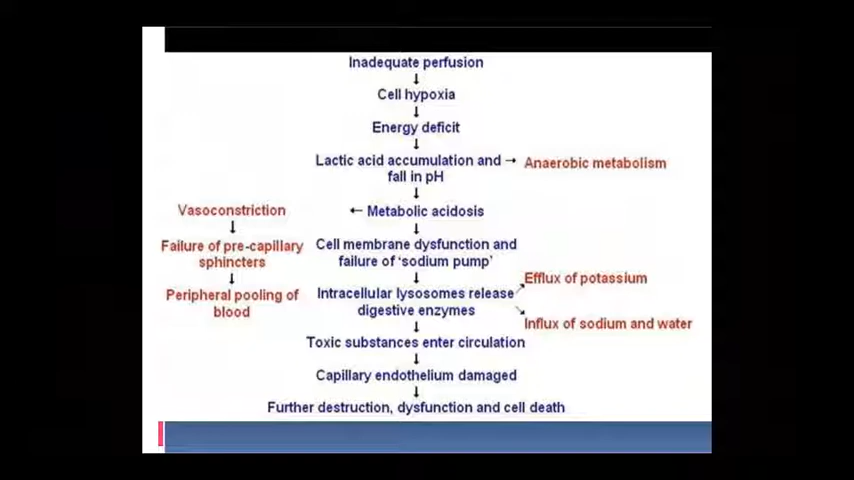 Inadequate perfusion
Cell hypoxia
Energy deficit
Lactic acid accumulation and
fall in pH
Anaerobic metabolism
Vasoconstriction
Metabolic acidosis
Failure of pre-capillary
sphincters
Cell membrane dysfunction and
failure of ‘sodium pump’
Peripheral pooling of
blood
Intracellular lysosomes release
digestive enzymes
Efflux of potassium
Influx of sodium and water
Toxic substances enter circulation
Capillary endothelium damaged
Further destruction, dysfunction and cell death